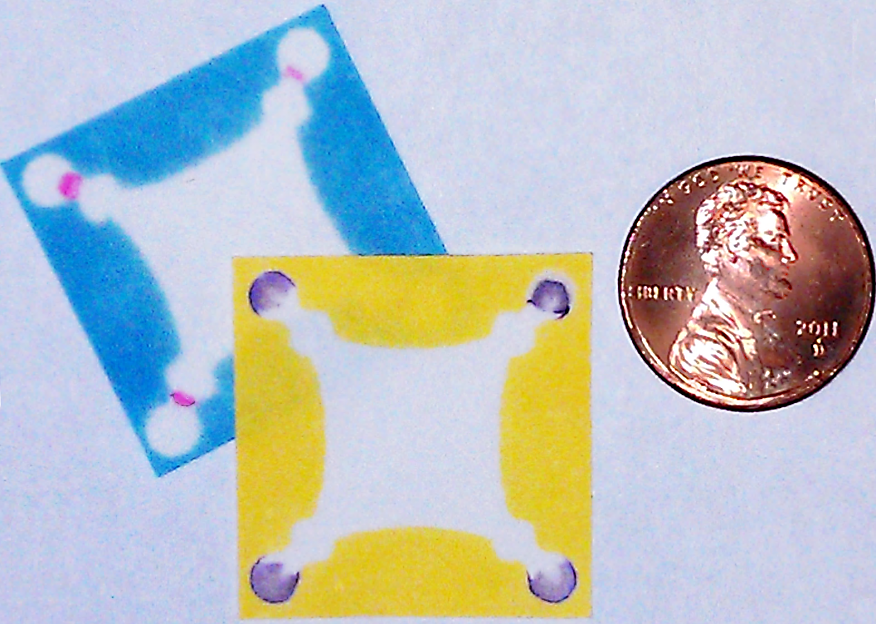 IN GOD WE TRUST
LIBERTY
2011
D